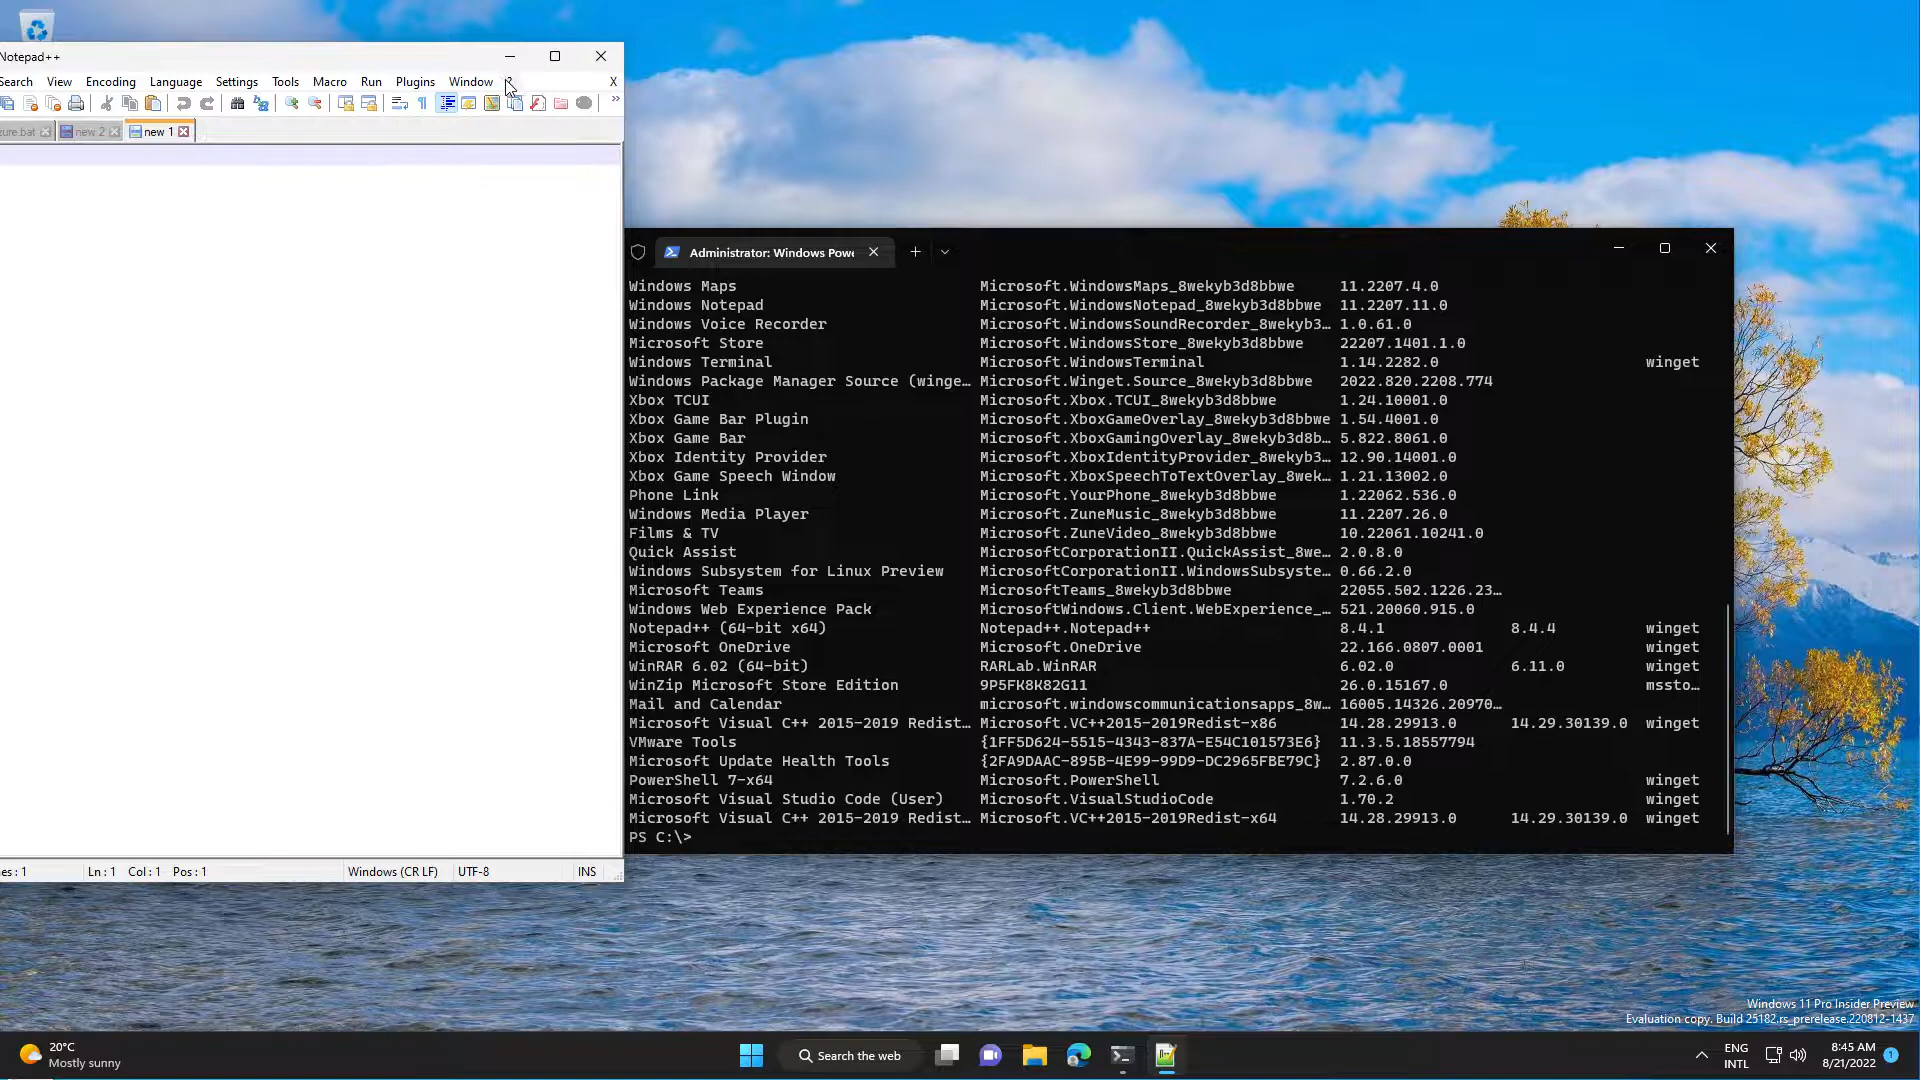 Notepad++
Search View Encoding Language Settings Tools Macro Run Plugins Window ? X
zure.bat new 2 new 1
Ln : 1 Col : 1 Pos : 1 Windows (CR LF) UTF-8 INS
Administrator: Windows Powe
Windows Maps Microsoft.WindowsMaps_8wekyb3d8bbwe 11.2207.4.0
Windows Notepad Microsoft.WindowsNotepad_8wekyb3d8bbwe 11.2207.11.0
Windows Voice Recorder Microsoft.WindowsSoundRecorder_8wekyb3… 1.0.61.0
Microsoft Store Microsoft.WindowsStore_8wekyb3d8bbwe 22207.1401.1.0
Windows Terminal Microsoft.WindowsTerminal 1.14.2282.0 winget
Windows Package Manager Source (winge… Microsoft.Winget.Source_8wekyb3d8bbwe 2022.820.2208.774
Xbox TCUI Microsoft.Xbox.TCUI_8wekyb3d8bbwe 1.24.10001.0
Xbox Game Bar Plugin Microsoft.XboxGameOverlay_8wekyb3d8bbwe 1.54.4001.0
Xbox Game Bar Microsoft.XboxGamingOverlay_8wekyb3d8b… 5.822.8061.0
Xbox Identity Provider Microsoft.XboxIdentityProvider_8wekyb3… 12.90.14001.0
Xbox Game Speech Window Microsoft.XboxSpeechToTextOverlay_8wek… 1.21.13002.0
Phone Link Microsoft.YourPhone_8wekyb3d8bbwe 1.22062.536.0
Windows Media Player Microsoft.ZuneMusic_8wekyb3d8bbwe 11.2207.26.0
Films & TV Microsoft.ZuneVideo_8wekyb3d8bbwe 10.22061.10241.0
Quick Assist MicrosoftCorporationII.QuickAssist_8we… 2.0.8.0
Windows Subsystem for Linux Preview MicrosoftCorporationII.WindowsSubsyste… 0.66.2.0
Microsoft Teams MicrosoftTeams_8wekyb3d8bbwe 22055.502.1226.23…
Windows Web Experience Pack MicrosoftWindows.Client.WebExperience_… 521.20060.915.0
Notepad++ (64-bit x64) Notepad++.Notepad++ 8.4.1 8.4.4 winget
Microsoft OneDrive Microsoft.OneDrive 22.166.0807.0001 winget
WinRAR 6.02 (64-bit) RARLab.WinRAR 6.02.0 6.11.0 winget
WinZip Microsoft Store Edition 9P5FK8K82G11 26.0.15167.0 mssto…
Mail and Calendar microsoft.windowscommunicationsapps_8w… 16005.14326.20970…
Microsoft Visual C++ 2015-2019 Redist… Microsoft.VC++2015-2019Redist-x86 14.28.29913.0 14.29.30139.0 winget
VMware Tools {1FF5D624-5515-4343-837A-E54C101573E6} 11.3.5.18557794
Microsoft Update Health Tools {2FA9DAAC-895B-4E99-99D9-DC2965FBE79C} 2.87.0.0
PowerShell 7-x64 Microsoft.PowerShell 7.2.6.0 winget
Microsoft Visual Studio Code (User) Microsoft.VisualStudioCode 1.70.2 winget
Microsoft Visual C++ 2015-2019 Redist… Microsoft.VC++2015-2019Redist-x64 14.28.29913.0 14.29.30139.0 winget
PS C:\>
Windows 11 Pro Insider Preview
Evaluation copy. Build 25182.rs_prerelease.220812-1437
20°C
Mostly sunny
Search the web
ENG
INTL
8:45 AM
8/21/2022
1